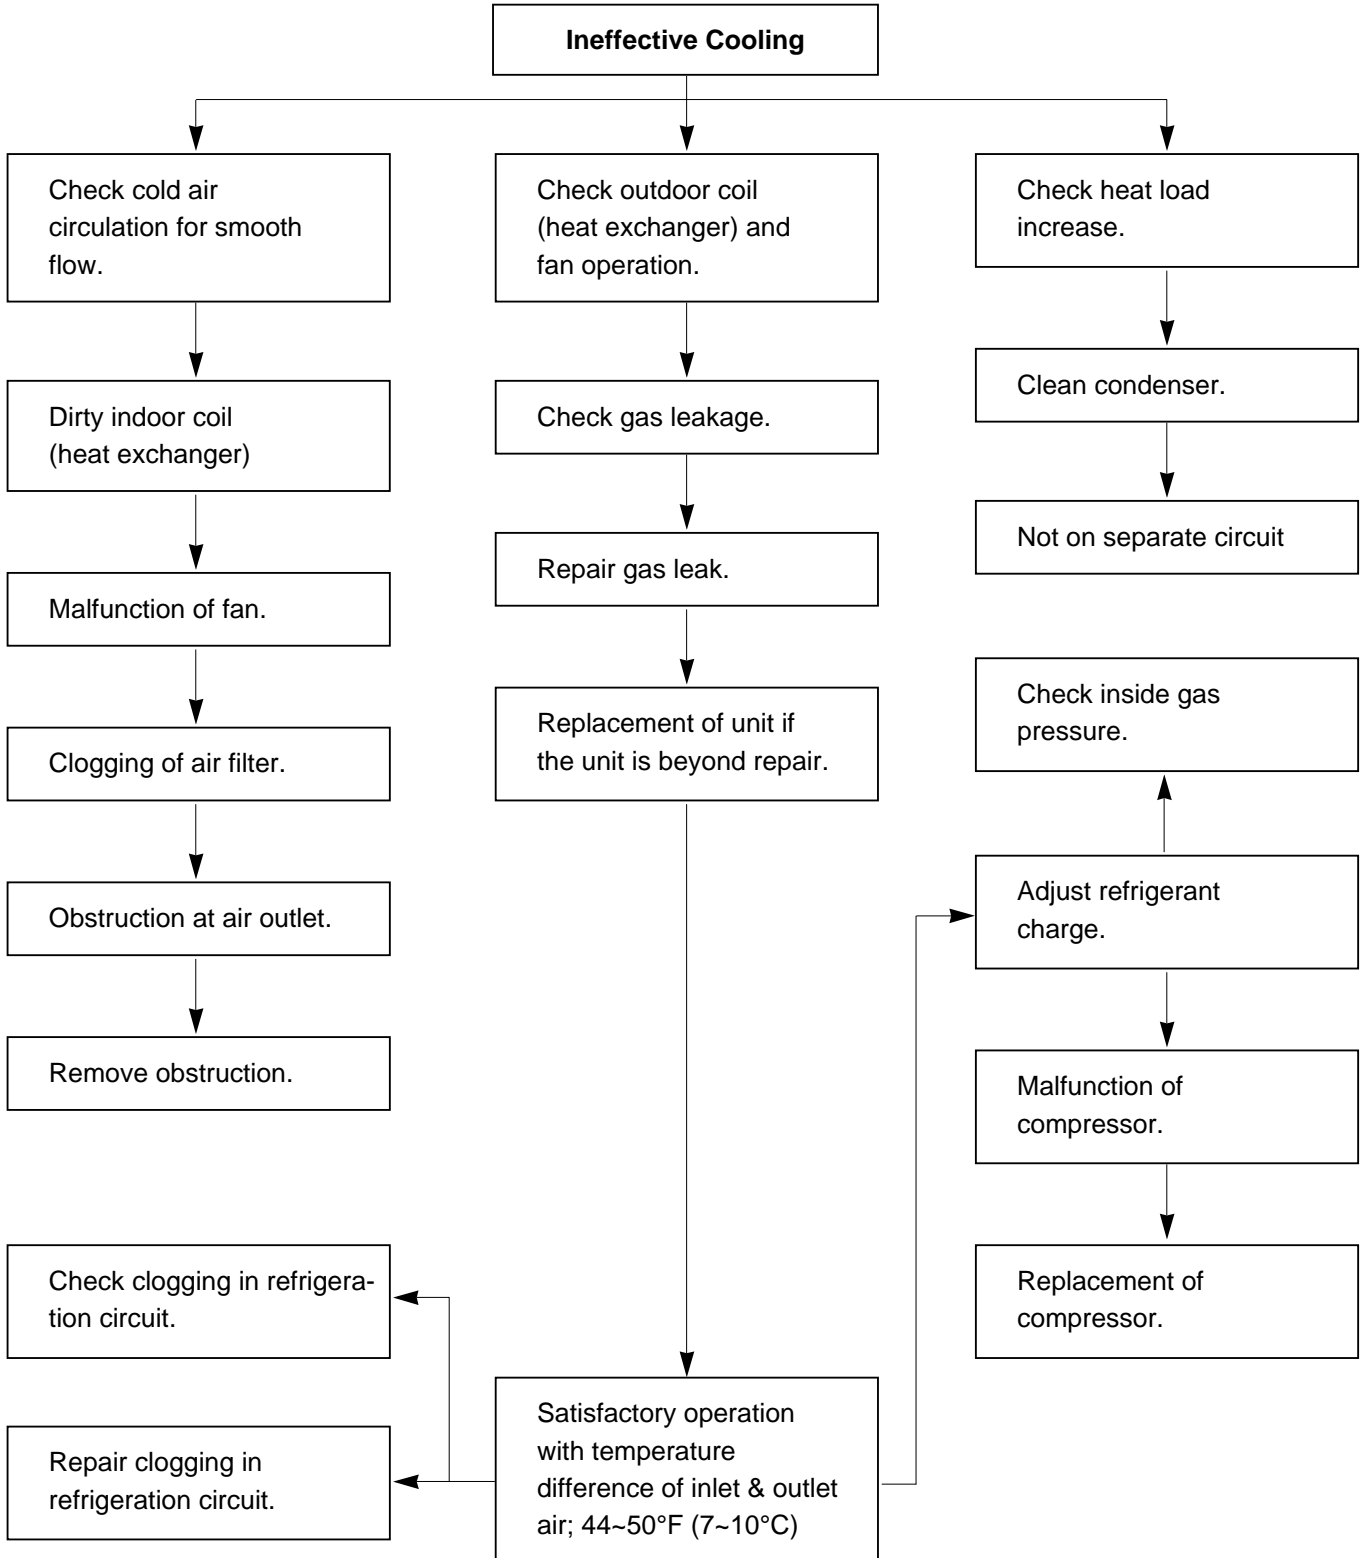 Ineffective Cooling
Check cold air
circulation for smooth
flow.
Dirty indoor coil
(heat exchanger)
Malfunction of fan.
Clogging of air filter.
Obstruction at air outlet.
Remove obstruction.
Check outdoor coil
(heat exchanger) and
fan operation.
Check gas leakage.
Repair gas leak.
Replacement of unit if
the unit is beyond repair.
Check heat load
increase.
Clean condenser.
Not on separate circuit
Check inside gas
pressure.
Adjust refrigerant
charge.
Malfunction of
compressor.
Replacement of
compressor.
Check clogging in refrigera-
tion circuit.
Repair clogging in
refrigeration circuit.
Satisfactory operation
with temperature
difference of inlet & outlet
air; 44~50°F (7~10°C)